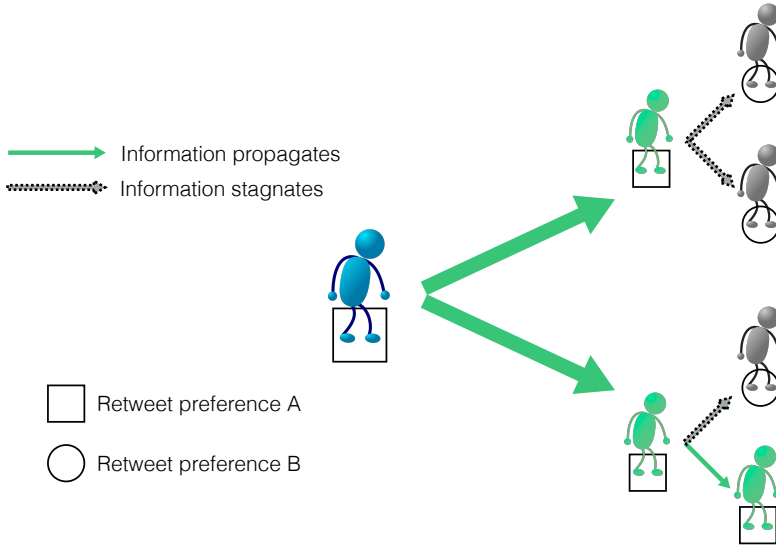 Information propagates
Information stagnates
Retweet preference A
Retweet preference B